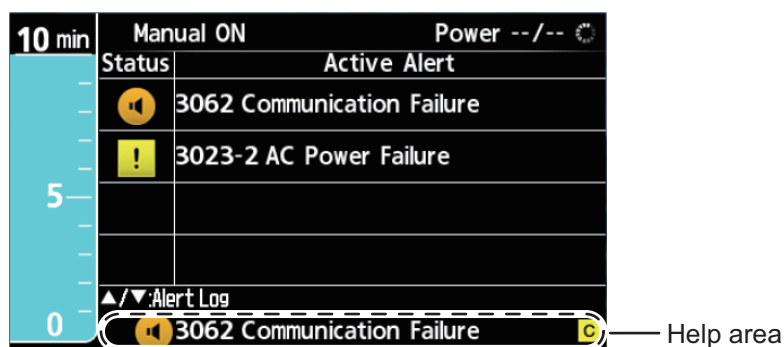 10 min
Manual ON Power --/--
Status Active Alert
3062 Communication Failure
! 3023-2 AC Power Failure
5
▲/▼:Alert Log
0
3062 Communication Failure C
Help area